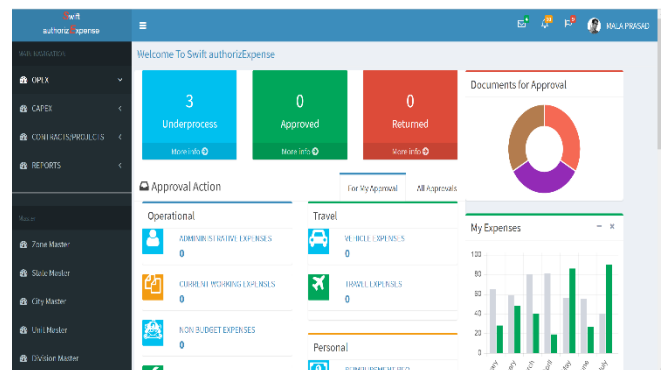 Swift
authorizExpense
MALA PRASAD
MAIN NAVIGATION
OPEX
CAPEX
CONTRACTS/PROJECTS
REPORTS
Master
Zone Master
State Master
City Master
Unit Master
Division Master
Welcome To Swift authorizExpense
3
Underprocess
More info
0
Approved
More info
0
Returned
More info
Documents for Approval
Approval Action
For My Approval
All Approvals
Operational
ADMININISTRATIVE EXPENSES
0
CURRENT WORKING EXPENSES
0
NON BUDGET EXPENSES
0
Travel
VEHICLE EXPENSES
0
TRAVEL EXPENSES
0
Personal
My Expenses
100
80
60
40
20
0